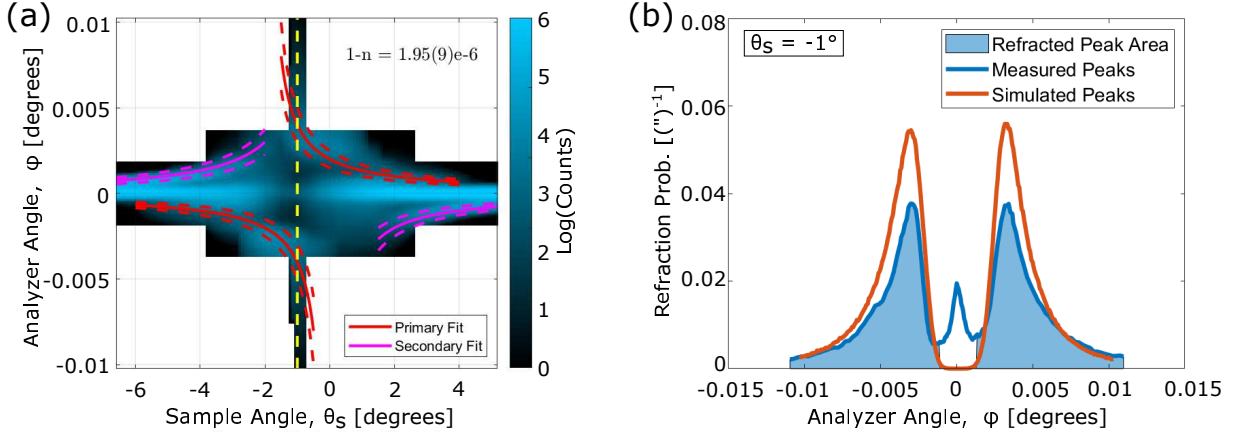 (a)
0.01
0.005
0
-0.005
-0.01
Analyzer Angle, φ [degrees]
1-n = 1.95(9)e-6
Primary Fit
Secondary Fit
-6
-4
-2
0
2
4
Sample Angle, θS [degrees]
6
5
4
3
2
1
0
Log(Counts)
(b)
0.08
0.06
0.04
0.02
0
Refraction Prob. [(")⁻¹]
θS = -1°
Refracted Peak Area
Measured Peaks
Simulated Peaks
-0.015
-0.01
-0.005
0
0.005
0.01
0.015
Analyzer Angle, φ [degrees]